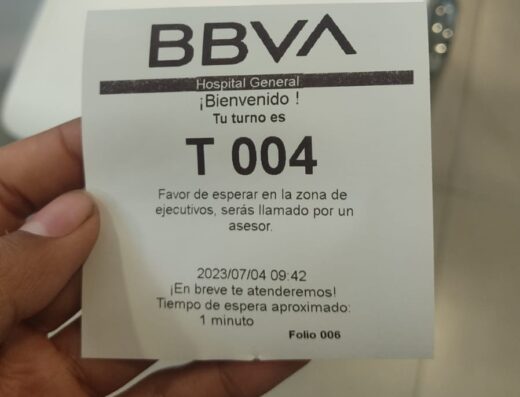 BBVA
Hospital General
¡Bienvenido !
Tu turno es
T 004
Favor de esperar en la zona de
ejecutivos, serás llamado por un
asesor.
2023/07/04 09:42
¡En breve te atenderemos!
Tiempo de espera aproximado:
1 minuto
Folio 006